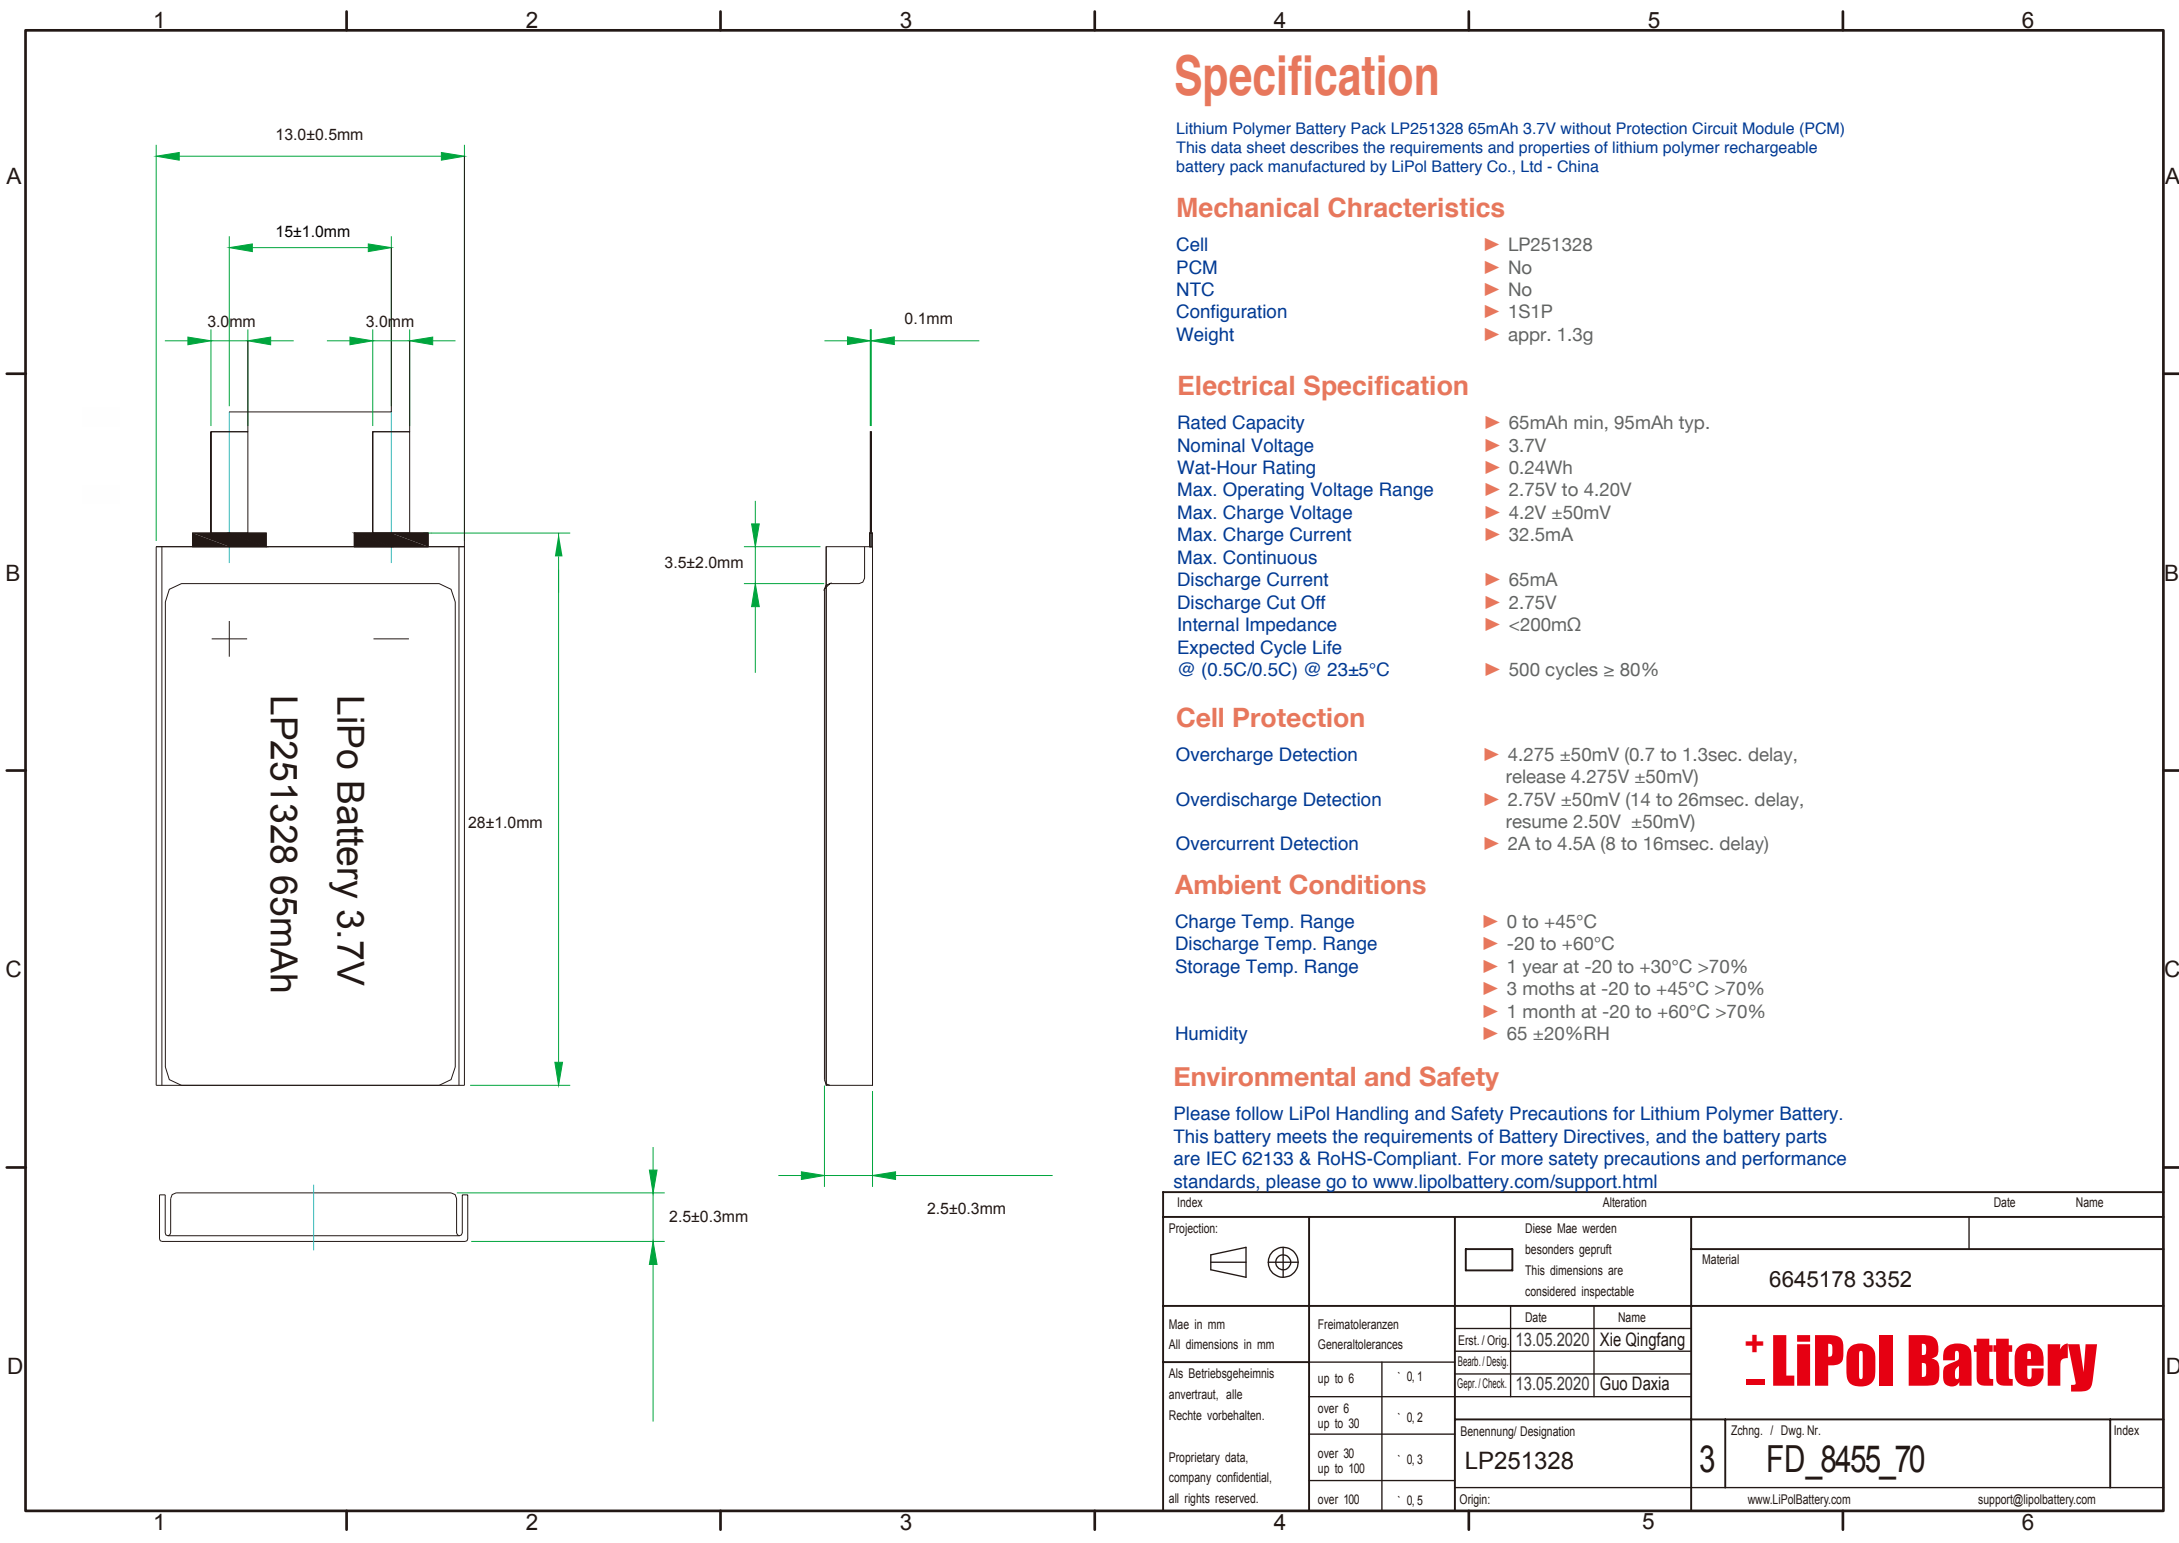 1 2 3 4 5 6
A
B
C
D
13.0±0.5mm
15±1.0mm
3.0mm 3.0mm
0.1mm
3.5±2.0mm
+ −
LiPo Battery 3.7V
LP251328 65mAh
28±1.0mm
2.5±0.3mm
2.5±0.3mm
Specification
Lithium Polymer Battery Pack LP251328 65mAh 3.7V without Protection Circuit Module (PCM)
This data sheet describes the requirements and properties of lithium polymer rechargeable
battery pack manufactured by LiPol Battery Co., Ltd - China
Mechanical Chracteristics
Cell ► LP251328
PCM ► No
NTC ► No
Configuration ► 1S1P
Weight ► appr. 1.3g
Electrical Specification
Rated Capacity ► 65mAh min, 95mAh typ.
Nominal Voltage ► 3.7V
Wat-Hour Rating ► 0.24Wh
Max. Operating Voltage Range ► 2.75V to 4.20V
Max. Charge Voltage ► 4.2V ±50mV
Max. Charge Current ► 32.5mA
Max. Continuous
Discharge Current ► 65mA
Discharge Cut Off ► 2.75V
Internal Impedance ► <200mΩ
Expected Cycle Life
@ (0.5C/0.5C) @ 23±5°C ► 500 cycles ≥ 80%
Cell Protection
Overcharge Detection ► 4.275 ±50mV (0.7 to 1.3sec. delay,
release 4.275V ±50mV)
Overdischarge Detection ► 2.75V ±50mV (14 to 26msec. delay,
resume 2.50V ±50mV)
Overcurrent Detection ► 2A to 4.5A (8 to 16msec. delay)
Ambient Conditions
Charge Temp. Range ► 0 to +45°C
Discharge Temp. Range ► -20 to +60°C
Storage Temp. Range ► 1 year at -20 to +30°C >70%
► 3 moths at -20 to +45°C >70%
► 1 month at -20 to +60°C >70%
Humidity ► 65 ±20%RH
Environmental and Safety
Please follow LiPol Handling and Safety Precautions for Lithium Polymer Battery.
This battery meets the requirements of Battery Directives, and the battery parts
are IEC 62133 & RoHS-Compliant. For more satety precautions and performance
standards, please go to www.lipolbattery.com/support.html
Index Alteration Date Name
Projection:
Diese Mae werden
besonders gepruft
This dimensions are
considered inspectable
Material
6645178 3352
Mae in mm
All dimensions in mm
Freimatoleranzen
Generaltolerances
Date Name
Erst. / Orig. 13.05.2020 Xie Qingfang
Bearb. / Desig.
Gepr. / Check. 13.05.2020 Guo Daxia
Als Betriebsgeheimnis
anvertraut, alle
Rechte vorbehalten.
Proprietary data,
company confidential,
all rights reserved.
up to 6 ` 0, 1
over 6
up to 30 ` 0, 2
over 30
up to 100 ` 0, 3
over 100 ` 0, 5
+ − LiPol Battery
Benennung/ Designation
LP251328
Origin:
3
Zchng. / Dwg. Nr.
FD_8455_70
Index
www.LiPolBattery.com support@lipolbattery.com
A
B
C
D
1 2 3 4 5 6